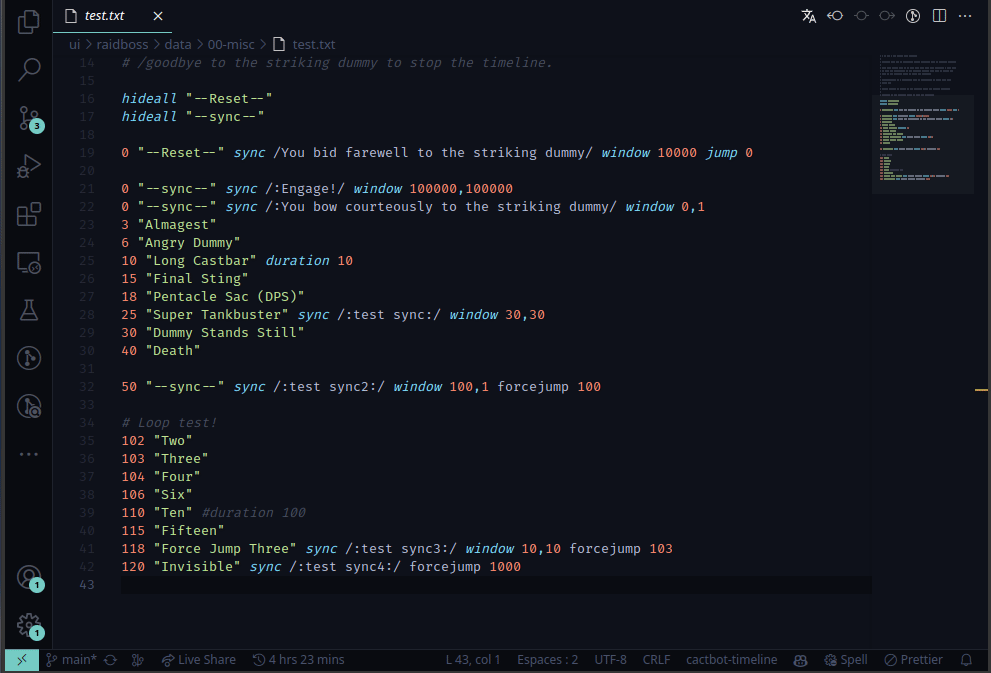 test.txt
ui > raidboss > data > 00-misc > test.txt
14 # /goodbye to the striking dummy to stop the timeline.
15
16 hideall "--Reset--"
17 hideall "--sync--"
18
19 0 "--Reset--" sync /You bid farewell to the striking dummy/ window 10000 jump 0
20
21 0 "--sync--" sync /:Engage!/ window 100000,100000
22 0 "--sync--" sync /:You bow courteously to the striking dummy/ window 0,1
23 3 "Almagest"
24 6 "Angry Dummy"
25 10 "Long Castbar" duration 10
26 15 "Final Sting"
27 18 "Pentacle Sac (DPS)"
28 25 "Super Tankbuster" sync /:test sync:/ window 30,30
29 30 "Dummy Stands Still"
30 40 "Death"
31
32 50 "--sync--" sync /:test sync2:/ window 100,1 forcejump 100
33
34 # Loop test!
35 102 "Two"
36 103 "Three"
37 104 "Four"
38 106 "Six"
39 110 "Ten" #duration 100
40 115 "Fifteen"
41 118 "Force Jump Three" sync /:test sync3:/ window 10,10 forcejump 103
42 120 "Invisible" sync /:test sync4:/ forcejump 1000
43
3
1
1
main* Live Share 4 hrs 23 mins L 43, col 1 Espaces : 2 UTF-8 CRLF cactbot-timeline Spell Prettier